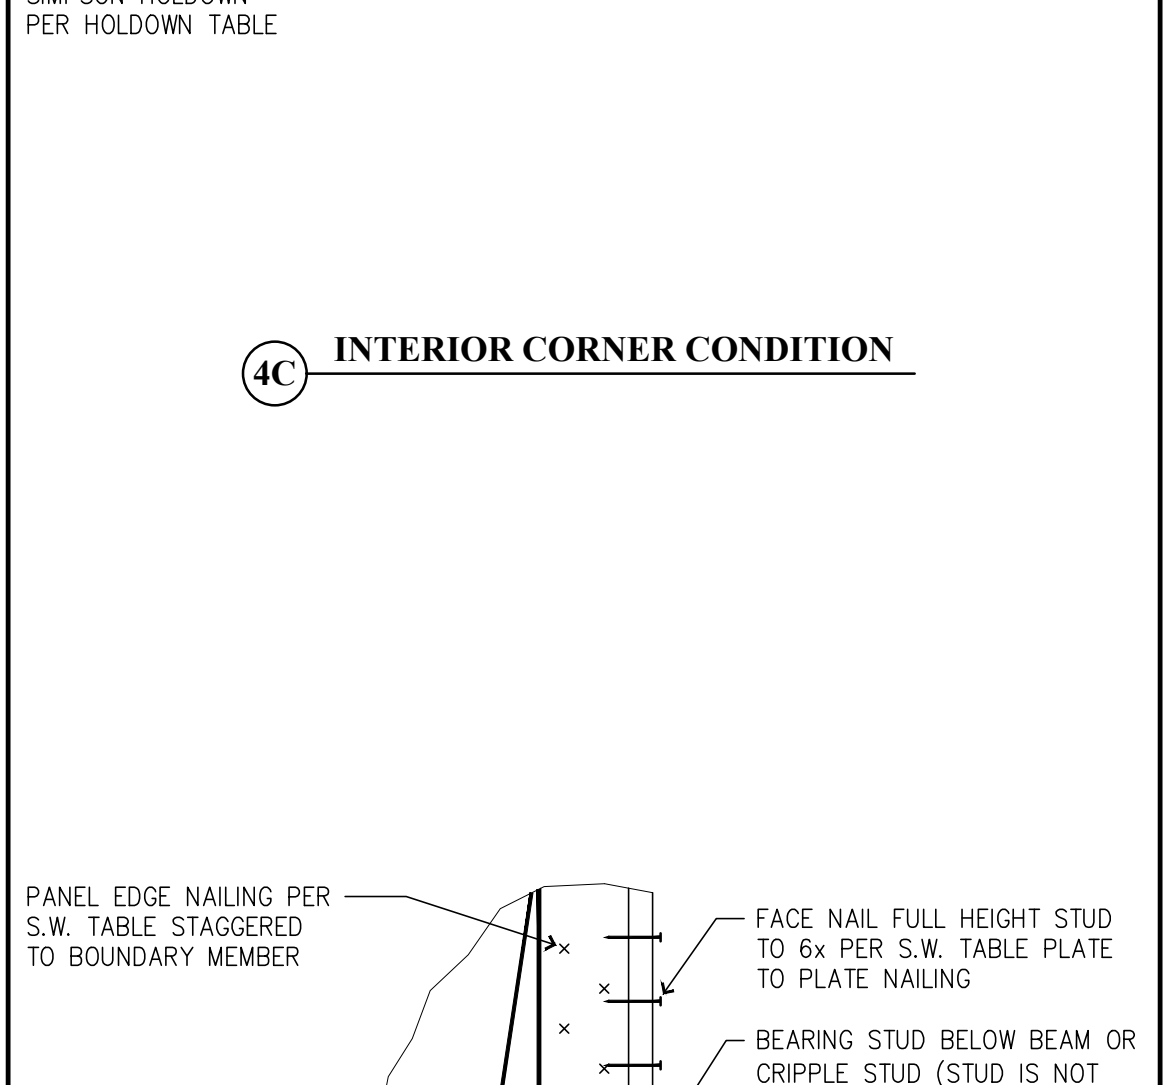 SIMPSON HOLDOWN
PER HOLDOWN TABLE
4C
INTERIOR CORNER CONDITION
PANEL EDGE NAILING PER
S.W. TABLE STAGGERED
TO BOUNDARY MEMBER
FACE NAIL FULL HEIGHT STUD
TO 6x PER S.W. TABLE PLATE
TO PLATE NAILING
BEARING STUD BELOW BEAM OR
CRIPPLE STUD (STUD IS NOT